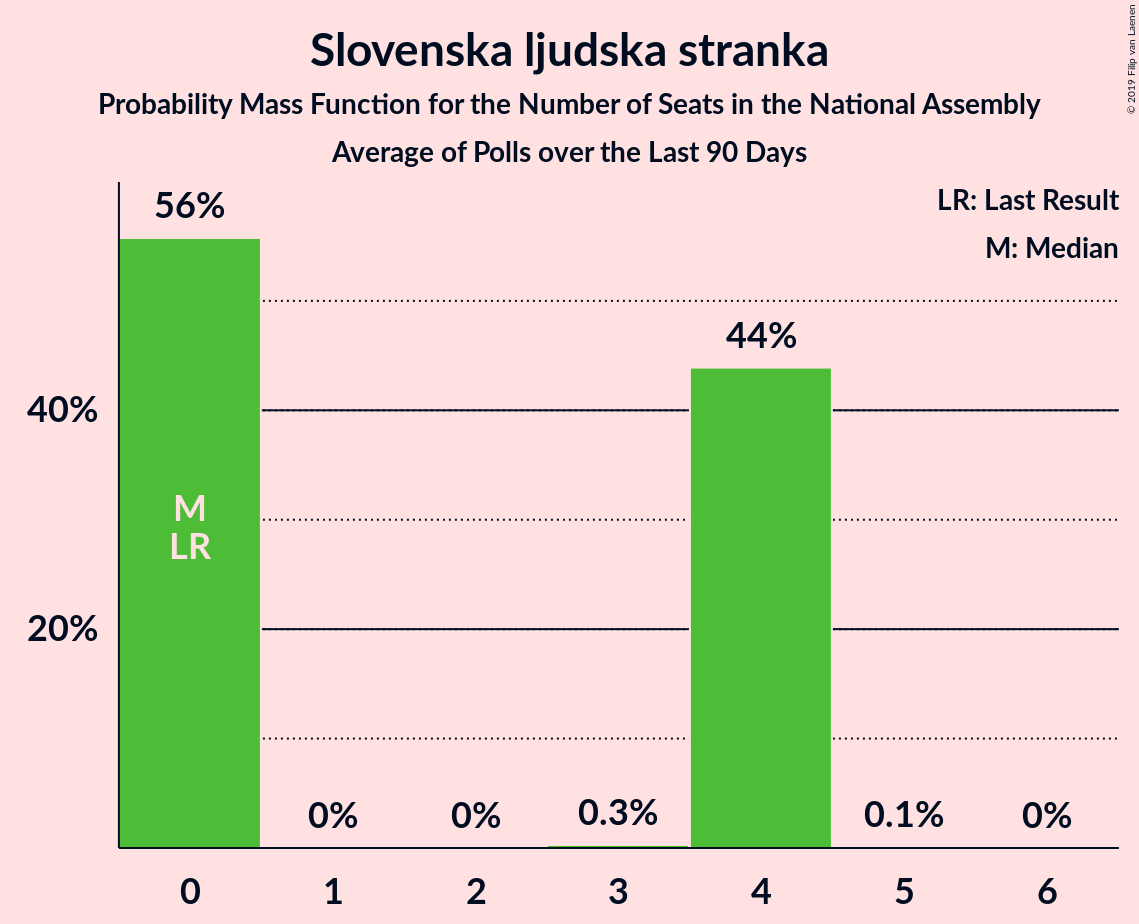 Slovenska ljudska stranka
Probability Mass Function for the Number of Seats in the National Assembly
Average of Polls over the Last 90 Days
© 2019 Filip van Laenen
LR: Last Result
M: Median
56%
44%
40%
M
LR
20%
0%
0%
0.3%
0.1%
0%
0 1 2 3 4 5 6